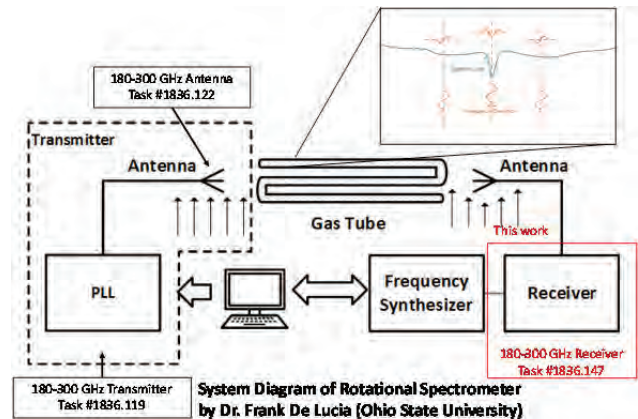 180-300 GHz Antenna
Task #1836.122
Transmitter
Antenna
Antenna
Gas Tube
This work
PLL
Frequency
Synthesizer
Receiver
180-300 GHz Receiver
Task #1836.147
180-300 GHz Transmitter
Task #1836.119
System Diagram of Rotational Spectrometer
by Dr. Frank De Lucia (Ohio State University)